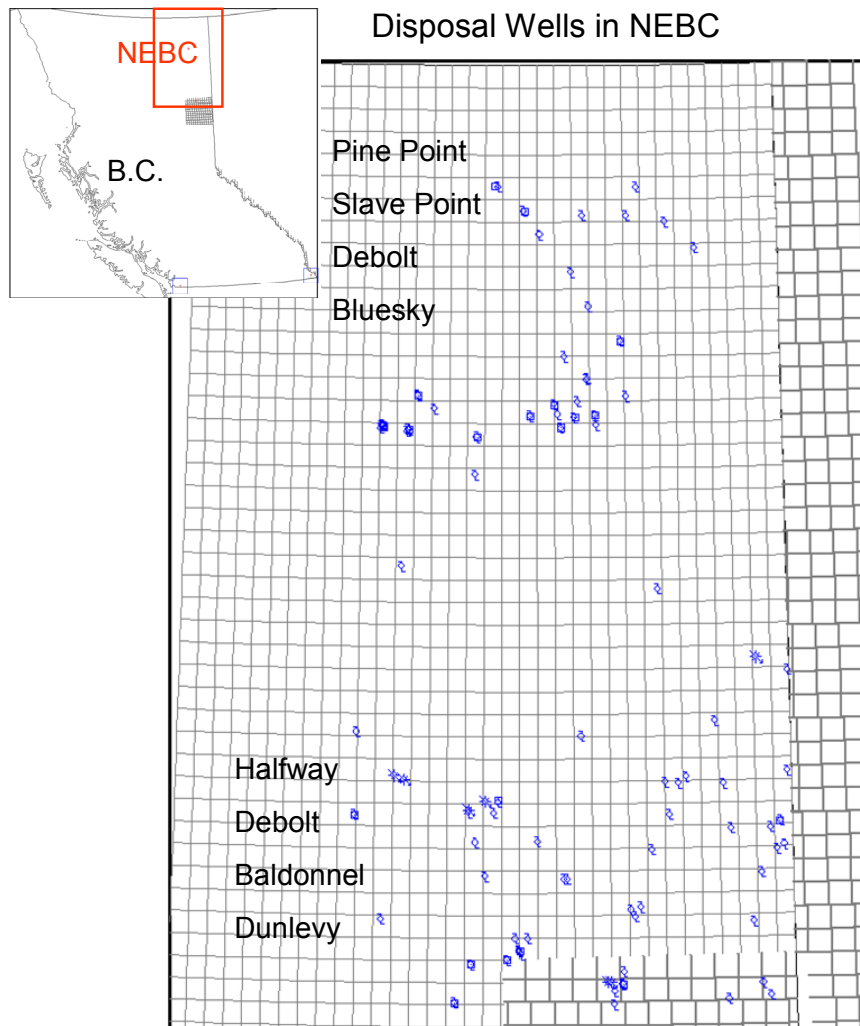 Disposal Wells in NEBC
NEBC
B.C.
Pine Point
Slave Point
Debolt
Bluesky
Halfway
Debolt
Baldonnel
Dunlevy